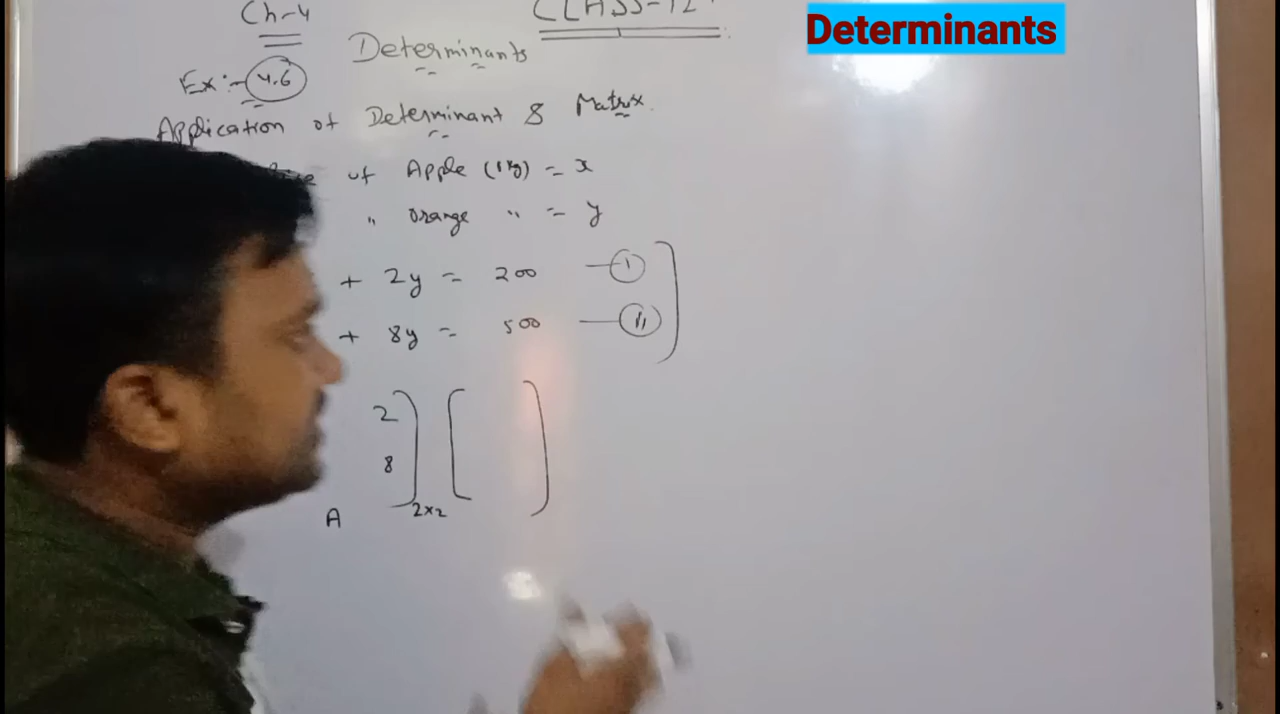 Ch-4
CLASS-12
Determinants
Determinants
Ex:- 4.6
Application of Determinant & Matrix.
of Apple (1kg) = x
" Orange " = y
+ 2y = 200 — I
+ 8y = 500 — II
2
8
A 2x2